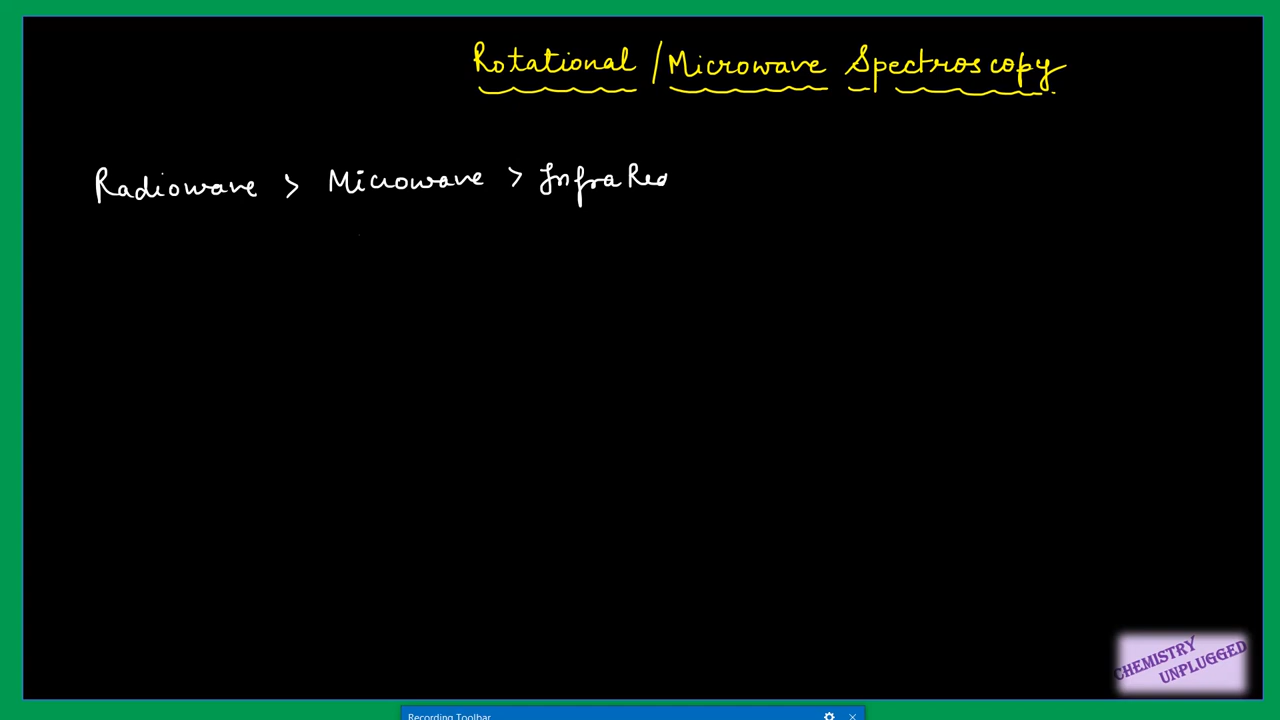 Rotational / Microwave Spectroscopy
Radiowave > Microwave > InfraRed
CHEMISTRY
UNPLUGGED
Recording Toolbar